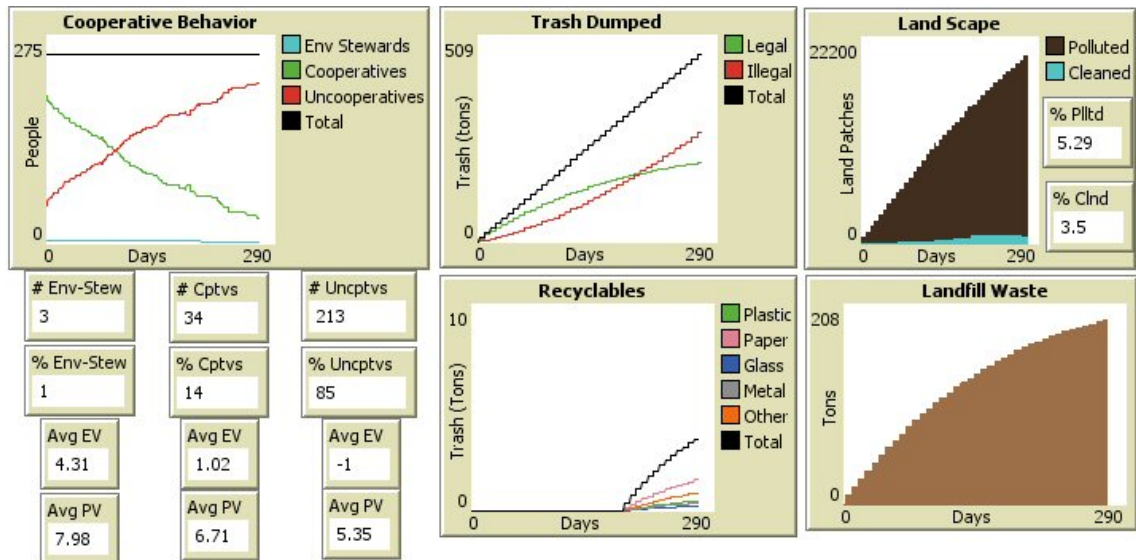 Cooperative Behavior
275
People
0
0
Days
290
Env Stewards
Cooperatives
Uncooperatives
Total
Trash Dumped
509
Trash (tons)
0
0
Days
290
Legal
Illegal
Total
Land Scape
22200
Land Patches
0
0
Days
290
Polluted
Cleaned
% Plltd
5.29
% Clnd
3.5
# Env-Stew
3
# Cptvs
34
# Uncptvs
213
% Env-Stew
1
% Cptvs
14
% Uncptvs
85
Avg EV
4.31
Avg EV
1.02
Avg EV
-1
Avg PV
7.98
Avg PV
6.71
Avg PV
5.35
Recyclables
10
Trash (Tons)
0
0
Days
290
Plastic
Paper
Glass
Metal
Other
Total
Landfill Waste
208
Tons
0
0
Days
290